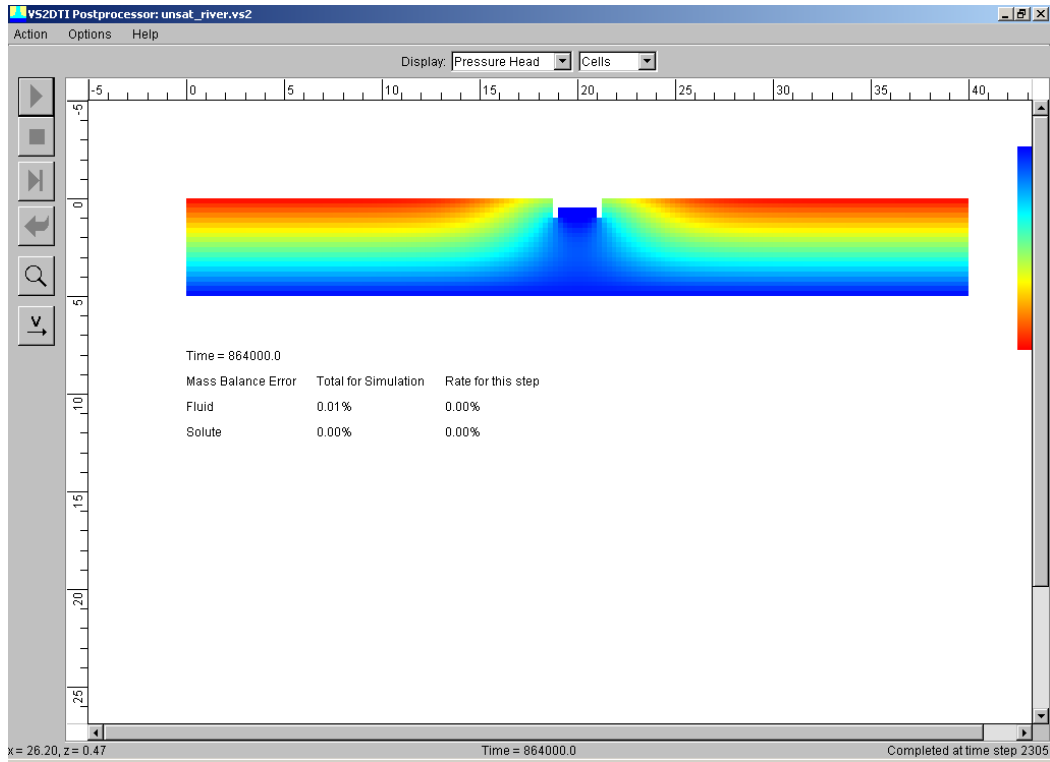 VS2DTI Postprocessor: unsat_river.vs2
Action Options Help
Display: Pressure Head Cells
-5 0 5 10 15 20 25 30 35 40
-5
0
5
10
15
20
25
Time = 864000.0
Mass Balance Error Total for Simulation Rate for this step
Fluid 0.01% 0.00%
Solute 0.00% 0.00%
V
x = 26.20, z = 0.47 Time = 864000.0 Completed at time step 2305